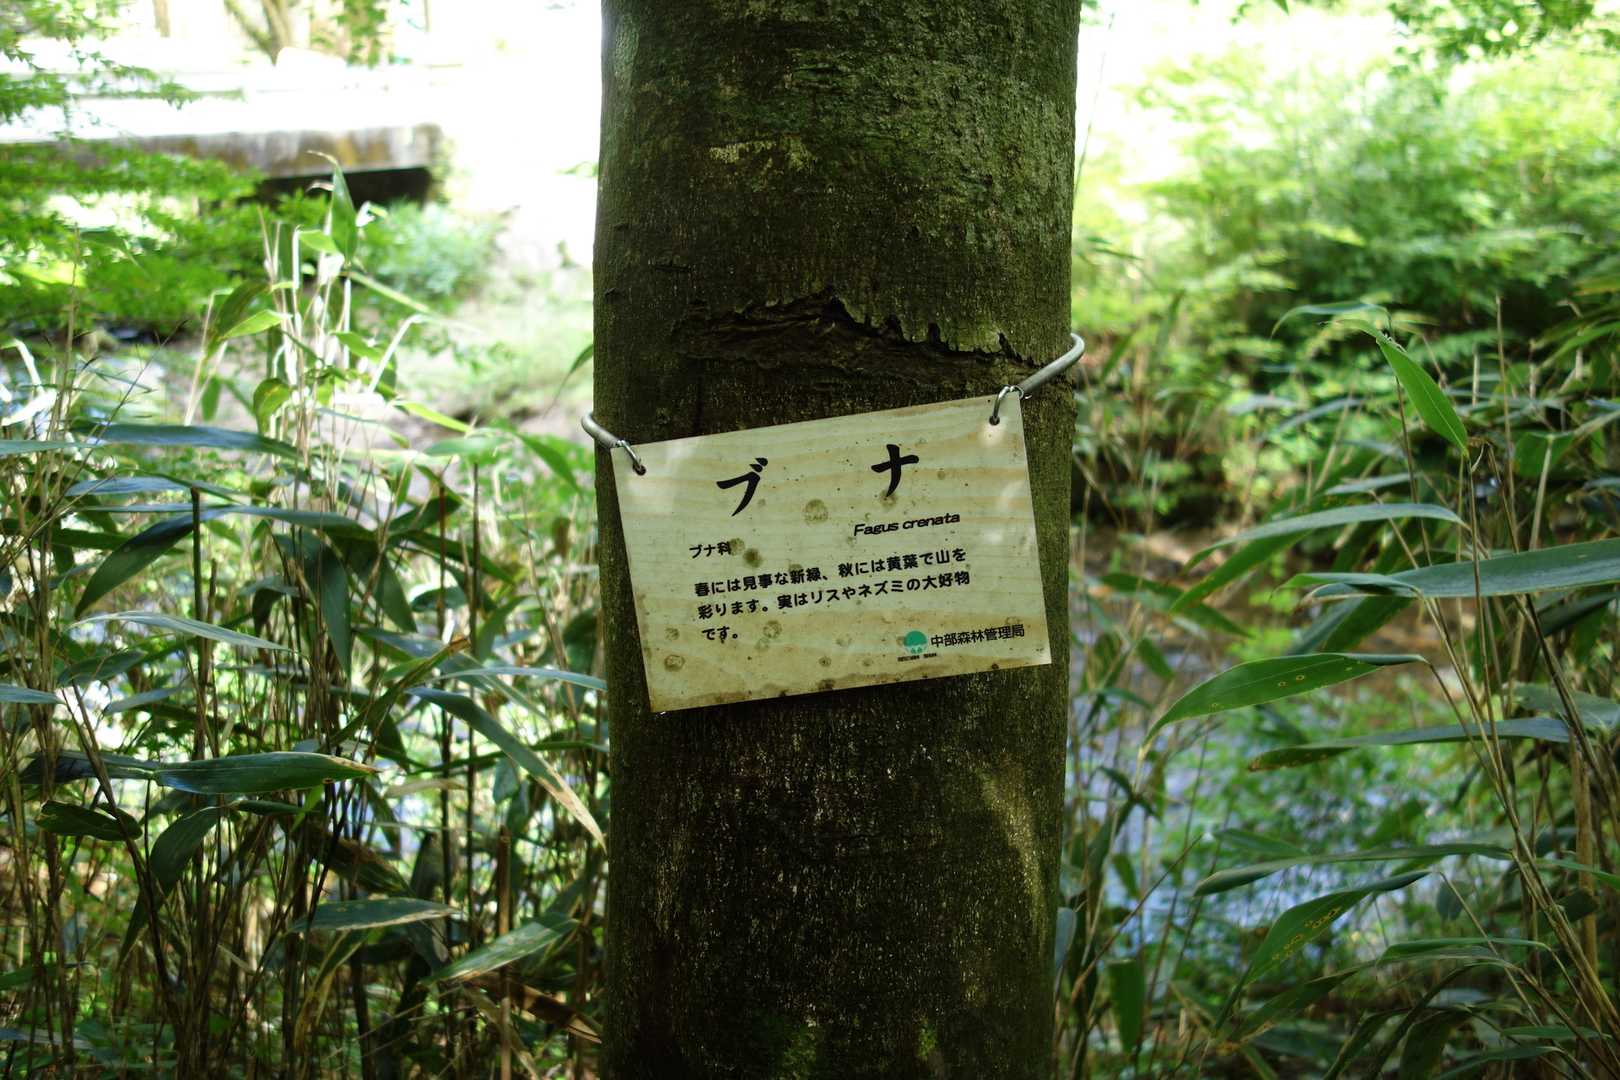 ブナ
Fagus crenata
ブナ科
春には見事な新緑、秋には黄葉で山を
彩ります。実はリスやネズミの大好物
です。
中部森林管理局